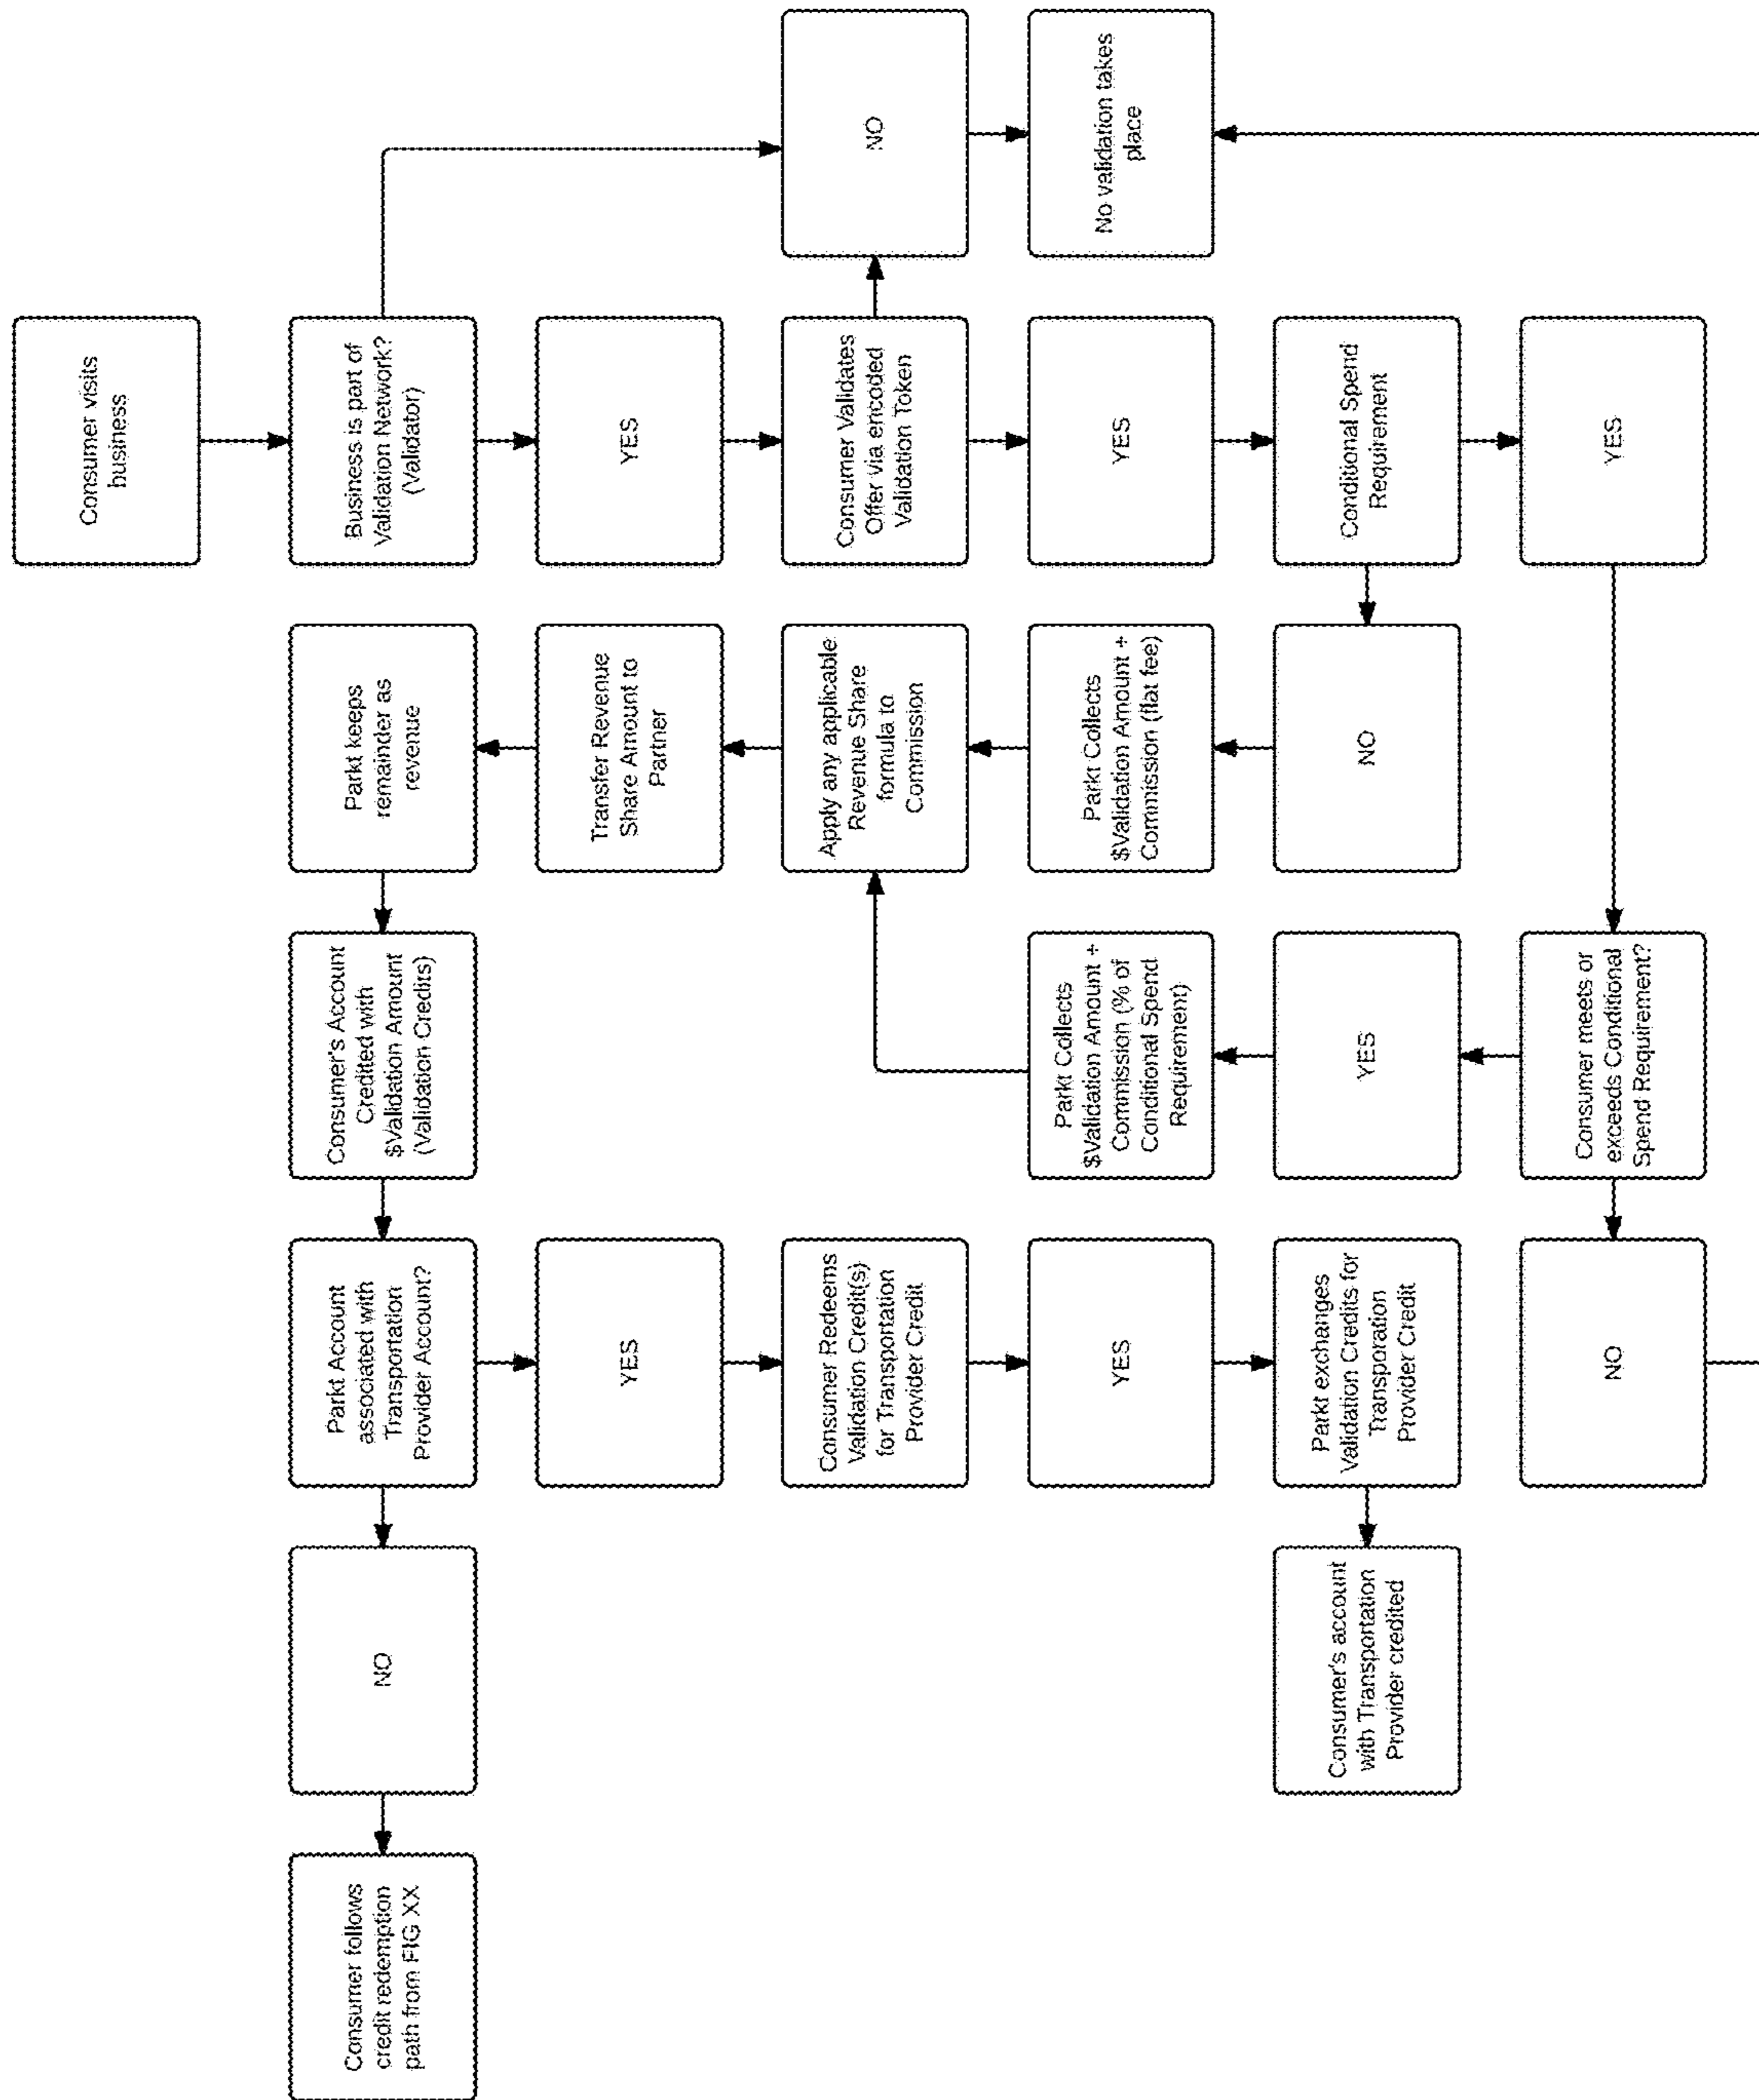 Consumer visits
business
Consumer follows
credit redemption
path from FIG XX
NO
Parkt Account
associated with
Transportation
Provider Account?
Consumer's Account
Credited with
$Validation Amount
(Validation Credits)
Parkt keeps
remainder as
revenue
Business is part of
Validation Network?
(Validator)
YES
Transfer Revenue
Share Amount to
Partner
YES
Consumer Redeems
Validation Credit(s)
for Transportation
Provider Credit
Apply any applicable
Revenue Share
formula to
Commission
Consumer Validates
Offer via encoded
Validation Token
NO
YES
Parkt Collects
$Validation Amount +
Commission (% of
Conditional Spend
Requirement)
Parkt Collects
$Validation Amount +
Commission (flat fee)
YES
No validation takes
place
Consumer's account
with Transportation
Provider credited
Parkt exchanges
Validation Credits for
Transporation
Provider Credit
YES
NO
Conditional Spend
Requirement
NO
Consumer meets or
exceeds Conditional
Spend Requirement?
YES